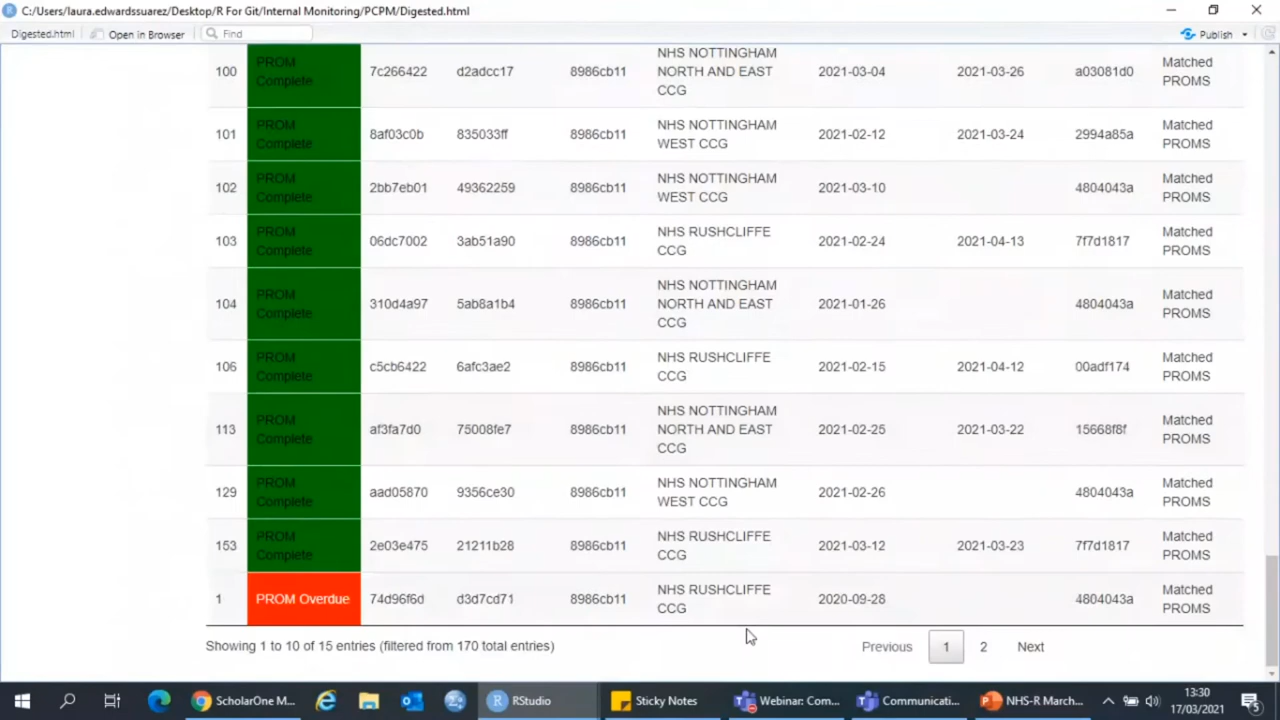 C:/Users/laura.edwardssuarez/Desktop/R For Git/Internal Monitoring/PCPM/Digested.html
Digested.html Open in Browser Find Publish
100 PROM Complete 7c266422 d2adcc17 8986cb11 NHS NOTTINGHAM NORTH AND EAST CCG 2021-03-04 2021-03-26 a03081d0 Matched PROMS
101 PROM Complete 8af03c0b 835033ff 8986cb11 NHS NOTTINGHAM WEST CCG 2021-02-12 2021-03-24 2994a85a Matched PROMS
102 PROM Complete 2bb7eb01 49362259 8986cb11 NHS NOTTINGHAM WEST CCG 2021-03-10 4804043a Matched PROMS
103 PROM Complete 06dc7002 3ab51a90 8986cb11 NHS RUSHCLIFFE CCG 2021-02-24 2021-04-13 7f7d1817 Matched PROMS
104 PROM Complete 310d4a97 5ab8a1b4 8986cb11 NHS NOTTINGHAM NORTH AND EAST CCG 2021-01-26 4804043a Matched PROMS
106 PROM Complete c5cb6422 6afc3ae2 8986cb11 NHS RUSHCLIFFE CCG 2021-02-15 2021-04-12 00adf174 Matched PROMS
113 PROM Complete af3fa7d0 75008fe7 8986cb11 NHS NOTTINGHAM NORTH AND EAST CCG 2021-02-25 2021-03-22 15668f8f Matched PROMS
129 PROM Complete aad05870 9356ce30 8986cb11 NHS NOTTINGHAM WEST CCG 2021-02-26 4804043a Matched PROMS
153 PROM Complete 2e03e475 21211b28 8986cb11 NHS RUSHCLIFFE CCG 2021-03-12 2021-03-23 7f7d1817 Matched PROMS
1 PROM Overdue 74d96f6d d3d7cd71 8986cb11 NHS RUSHCLIFFE CCG 2020-09-28 4804043a Matched PROMS
Showing 1 to 10 of 15 entries (filtered from 170 total entries) Previous 1 2 Next
ScholarOne M... RStudio Sticky Notes Webinar: Com... Communicati... NHS-R March... 13:30
17/03/2021 5